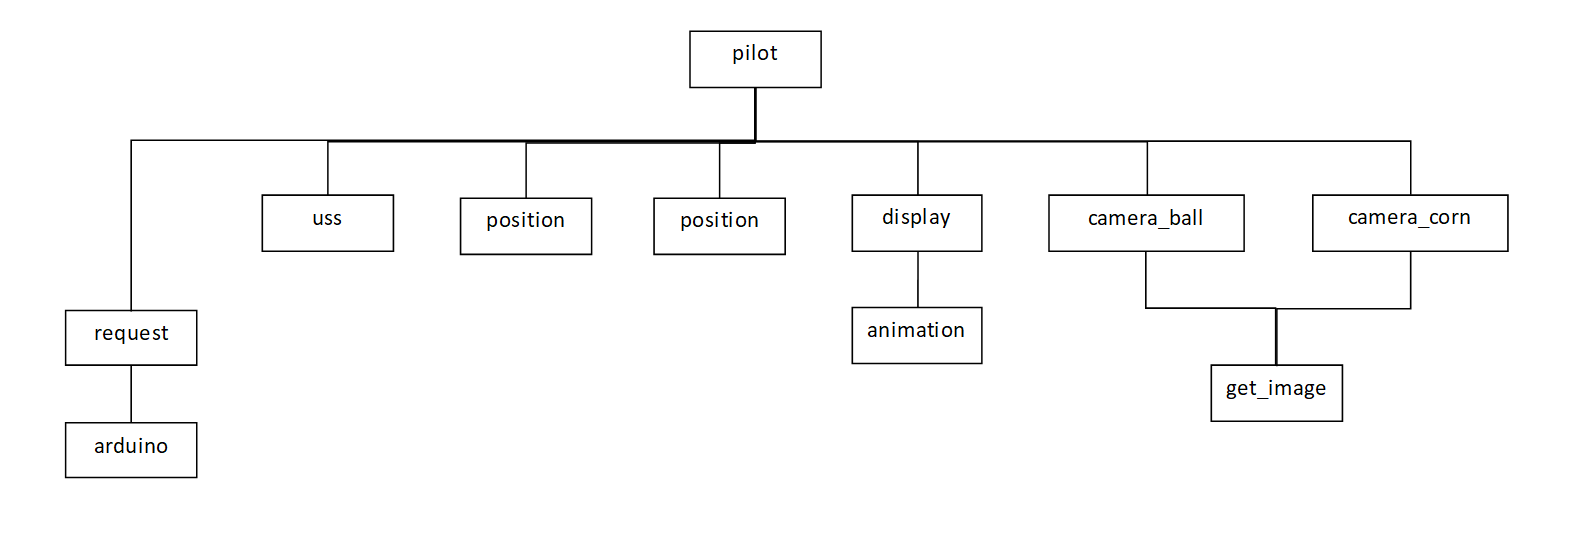 pilot
uss
position
position
display
camera_ball
camera_corn
request
animation
get_image
arduino